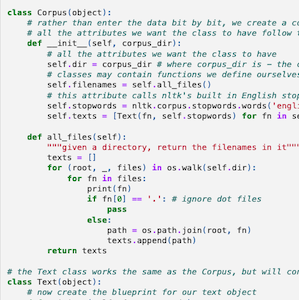 class Corpus(object):
    # rather than enter the data bit by bit, we create a c
    # all the attributes we want the class to have follow t
    def __init__(self, corpus_dir):
        # all the attributes we want the class to have
        self.dir = corpus_dir # where corpus_dir is - the d
        # classes may contain functions we define ourselves
        self.filenames = self.all_files()
        # this attribute calls nltk's built in English stop
        self.stopwords = nltk.corpus.stopwords.words('engli
        self.texts = [Text(fn, self.stopwords) for fn in se

    def all_files(self):
        """given a directory, return the filenames in it"""
        texts = []
        for (root, _, files) in os.walk(self.dir):
            for fn in files:
                print(fn)
                if fn[0] == '.': # ignore dot files
                    pass
                else:
                    path = os.path.join(root, fn)
                    texts.append(path)
        return texts

# the Text class works the same as the Corpus, but will con
class Text(object):
    # now create the blueprint for our text object